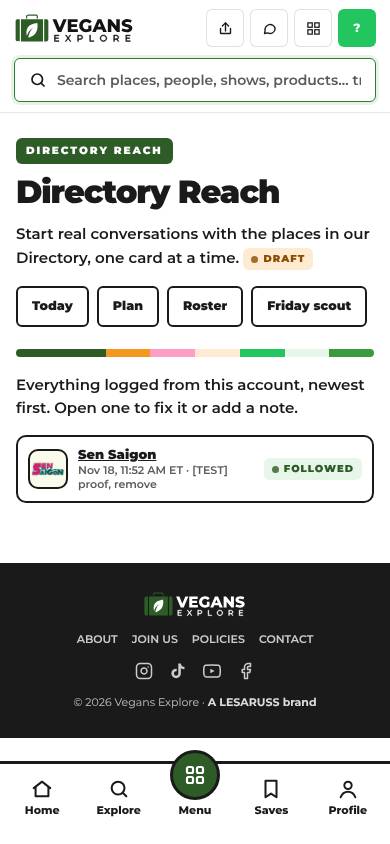 VEGANS
EXPLORE
?
Search places, people, shows, products...
DIRECTORY REACH
Directory Reach
Start real conversations with the places in our
Directory, one card at a time. DRAFT
Today Plan Roster Friday scout
Everything logged from this account, newest
first. Open one to fix it or add a note.
SEN SAIGON
Sen Saigon
Nov 18, 11:52 AM ET · [TEST]
proof, remove
FOLLOWED
VEGANS
EXPLORE
ABOUT JOIN US POLICIES CONTACT
© 2026 Vegans Explore · A LESARUSS brand
Home Explore Menu Saves Profile